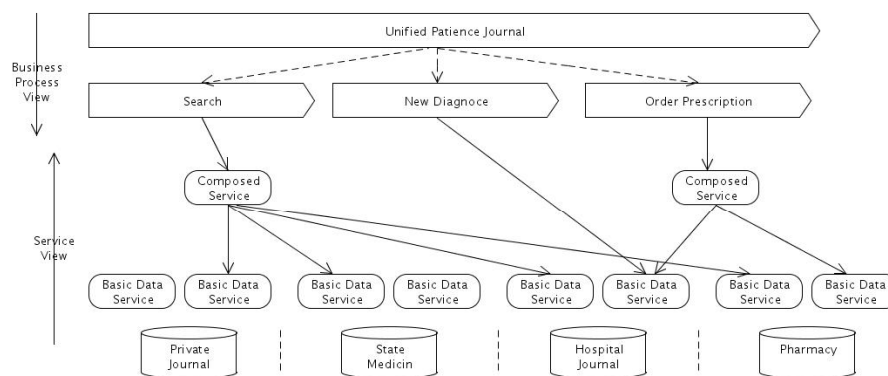 Unified Patience Journal
Business
Process
View
Search
New Diagnoce
Order Prescription
Composed
Service
Composed
Service
Service
View
Basic Data
Service
Basic Data
Service
Basic Data
Service
Basic Data
Service
Basic Data
Service
Basic Data
Service
Basic Data
Service
Basic Data
Service
Private
Journal
State
Medicin
Hospital
Journal
Pharmacy